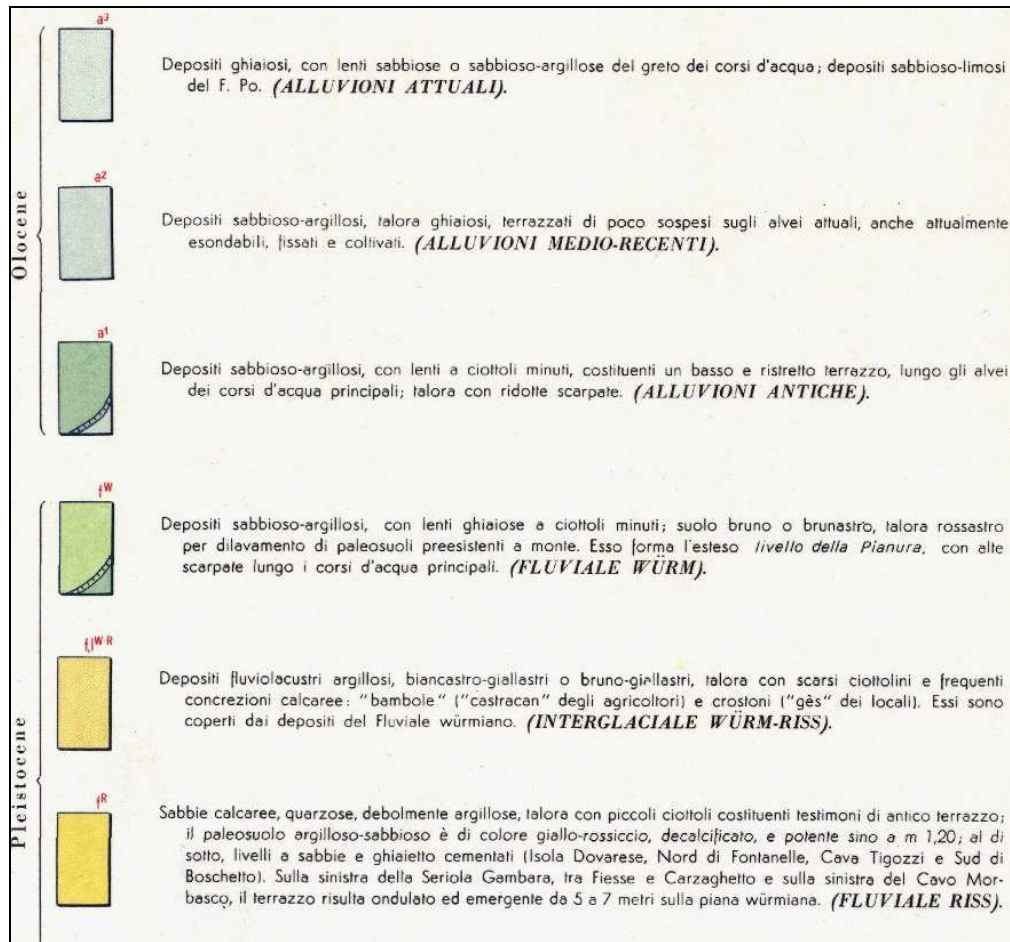 a³
Depositi ghiaiosi, con lenti sabbiose o sabbioso-argillose del greto dei corsi d'acqua; depositi sabbioso-limosi
del F. Po. (ALLUVIONI ATTUALI).
a²
Depositi sabbioso-argillosi, talora ghiaiosi, terrazzati di poco sospesi sugli alvei attuali, anche attualmente
esondabili, fissati e coltivati. (ALLUVIONI MEDIO-RECENTI).
Olocene
a¹
Depositi sabbioso-argillosi, con lenti a ciottoli minuti, costituenti un basso e ristretto terrazzo, lungo gli alvei
dei corsi d'acqua principali; talora con ridotte scarpate. (ALLUVIONI ANTICHE).
fᵂ
Depositi sabbioso-argillosi, con lenti ghiaiose a ciottoli minuti; suolo bruno o brunastro, talora rossastro
per dilavamento di paleosuoli preesistenti a monte. Esso forma l'esteso livello della Pianura, con alte
scarpate lungo i corsi d'acqua principali. (FLUVIALE WÜRM).
f,lᵂ⁻ᴿ
Depositi fluviolacustri argillosi, biancastro-giallastri o bruno-giallastri, talora con scarsi ciottolini e frequenti
concrezioni calcaree: "bambole" ("castracan" degli agricoltori) e crostoni ("gès" dei locali). Essi sono
coperti dai depositi del Fluviale würmiano. (INTERGLACIALE WÜRM-RISS).
Pleistocene
fᴿ
Sabbie calcaree, quarzose, debolmente argillose, talora con piccoli ciottoli costituenti testimoni di antico terrazzo;
il paleosuolo argilloso-sabbioso è di colore giallo-rossiccio, decalcificato, e potente sino a m 1,20; al di
sotto, livelli a sabbie e ghiaietto cementati (Isola Dovarese, Nord di Fontanelle, Cava Tigozzi e Sud di
Boschetto). Sulla sinistra della Seriola Gambara, tra Fiesse e Carzaghetto e sulla sinistra del Cavo Mor-
basco, il terrazzo risulta ondulato ed emergente da 5 a 7 metri sulla piana würmiana. (FLUVIALE RISS).